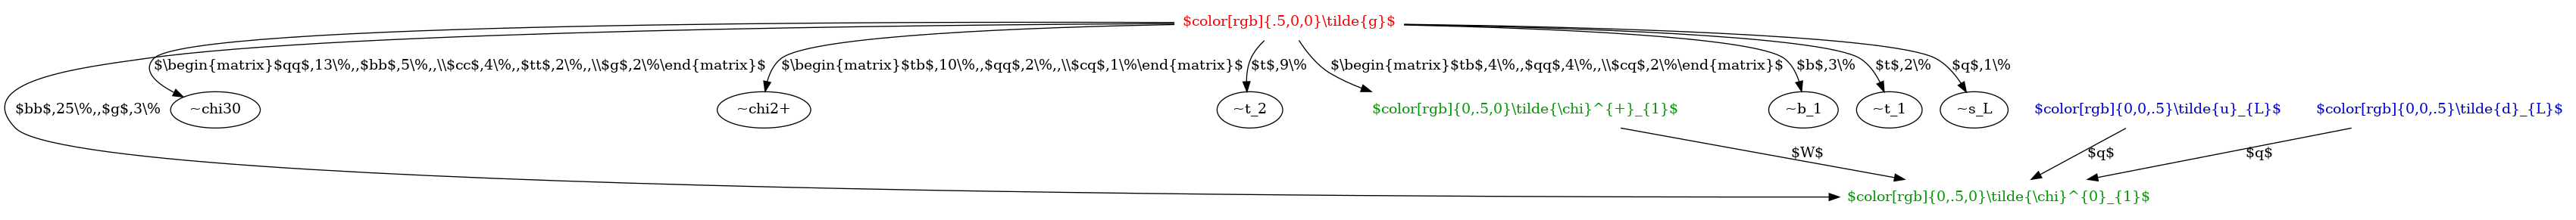 $color[rgb]{.5,0,0}\tilde{g}$
$\begin{matrix}$qq$,13\%,,$bb$,5\%,,\\$cc$,4\%,,$tt$,2\%,,\\$g$,2\%\end{matrix}$
$\begin{matrix}$tb$,10\%,,$qq$,2\%,,\\$cq$,1\%\end{matrix}$
$t$,9\%
$\begin{matrix}$tb$,4\%,,$qq$,4\%,,\\$cq$,2\%\end{matrix}$
$b$,3\%
$t$,2\%
$q$,1\%
$bb$,25\%,,$g$,3\%
~chi30
~chi2+
~t_2
$color[rgb]{0,.5,0}\tilde{\chi}^{+}_{1}$
~b_1
~t_1
~s_L
$color[rgb]{0,0,.5}\tilde{u}_{L}$
$color[rgb]{0,0,.5}\tilde{d}_{L}$
$W$
$q$
$q$
$color[rgb]{0,.5,0}\tilde{\chi}^{0}_{1}$